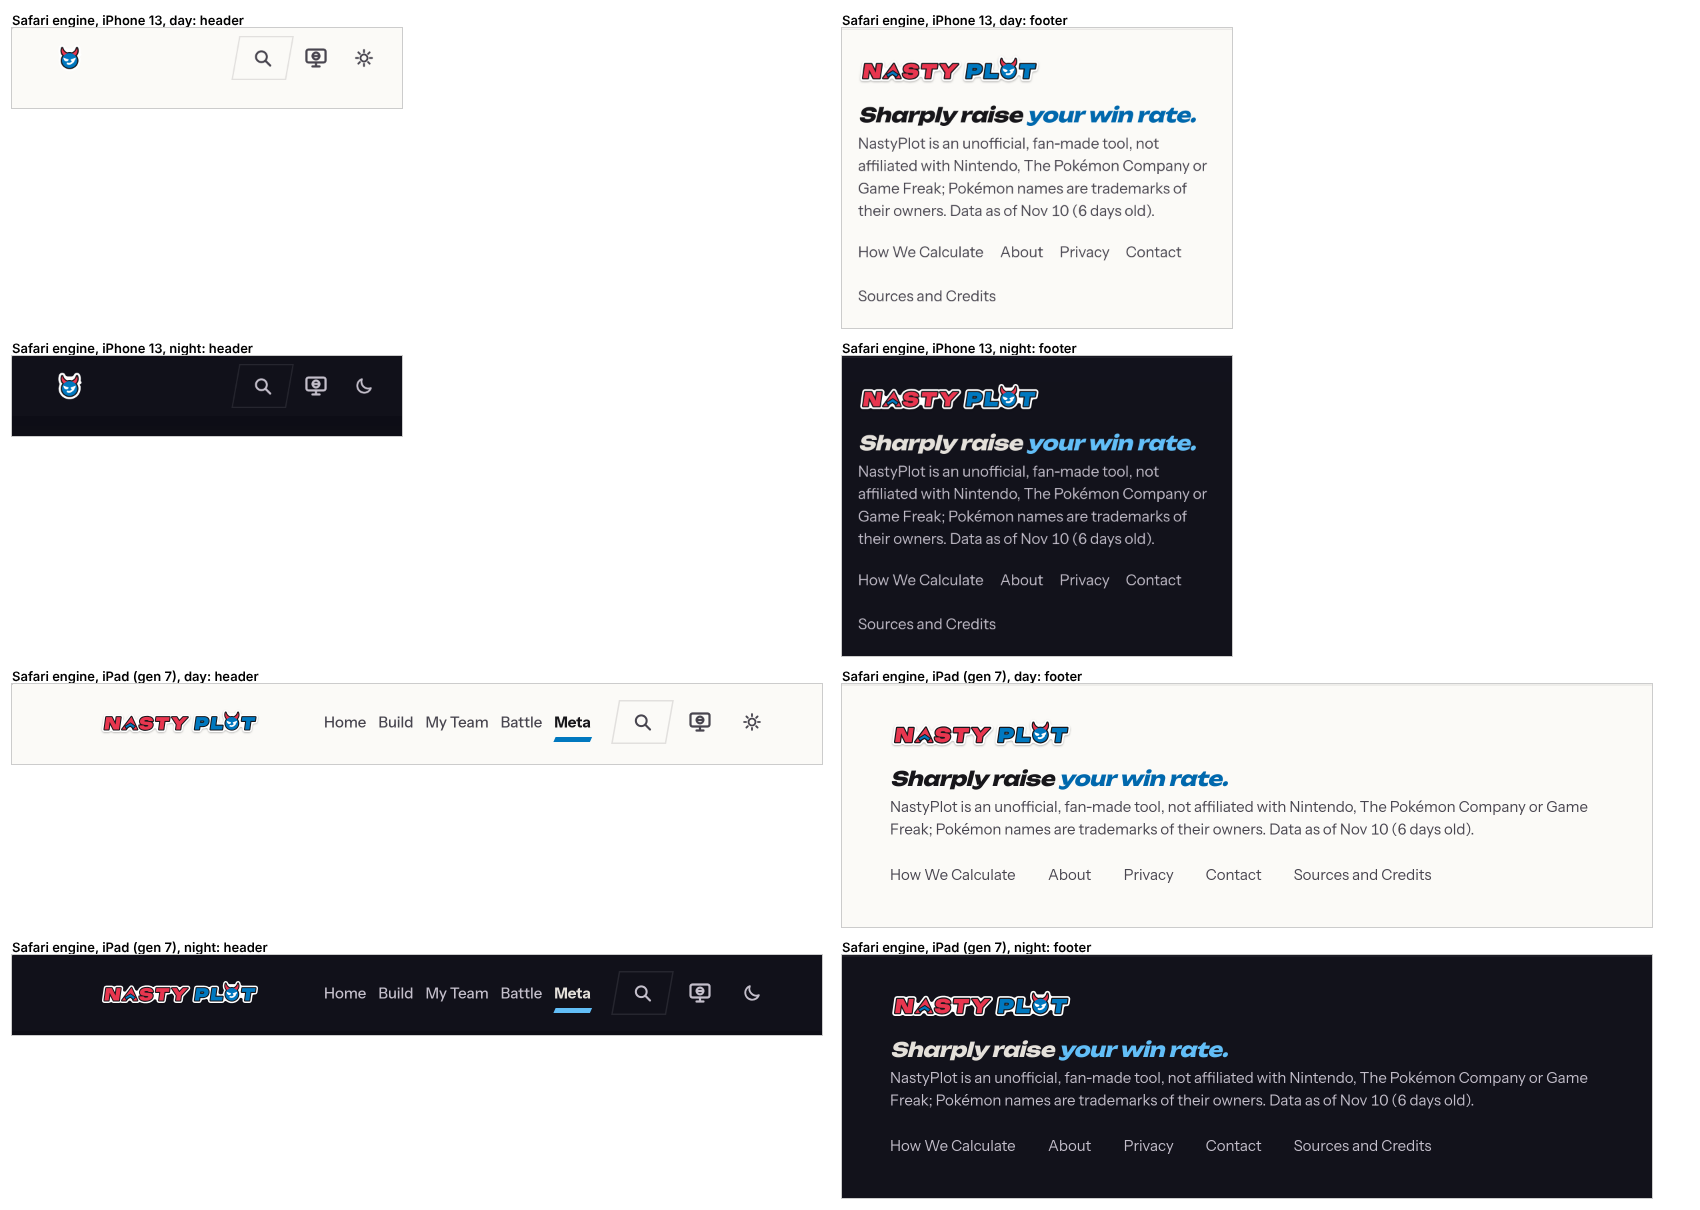 Safari engine, iPhone 13, day: header
Safari engine, iPhone 13, day: footer
NASTY PLOT
Sharply raise your win rate.
NastyPlot is an unofficial, fan-made tool, not
affiliated with Nintendo, The Pokémon Company or
Game Freak; Pokémon names are trademarks of
their owners. Data as of Nov 10 (6 days old).
How We Calculate About Privacy Contact
Sources and Credits
Safari engine, iPhone 13, night: header
Safari engine, iPhone 13, night: footer
NASTY PLOT
Sharply raise your win rate.
NastyPlot is an unofficial, fan-made tool, not
affiliated with Nintendo, The Pokémon Company or
Game Freak; Pokémon names are trademarks of
their owners. Data as of Nov 10 (6 days old).
How We Calculate About Privacy Contact
Sources and Credits
Safari engine, iPad (gen 7), day: header
NASTY PLOT Home Build My Team Battle Meta
Safari engine, iPad (gen 7), day: footer
NASTY PLOT
Sharply raise your win rate.
NastyPlot is an unofficial, fan-made tool, not affiliated with Nintendo, The Pokémon Company or Game
Freak; Pokémon names are trademarks of their owners. Data as of Nov 10 (6 days old).
How We Calculate About Privacy Contact Sources and Credits
Safari engine, iPad (gen 7), night: header
NASTY PLOT Home Build My Team Battle Meta
Safari engine, iPad (gen 7), night: footer
NASTY PLOT
Sharply raise your win rate.
NastyPlot is an unofficial, fan-made tool, not affiliated with Nintendo, The Pokémon Company or Game
Freak; Pokémon names are trademarks of their owners. Data as of Nov 10 (6 days old).
How We Calculate About Privacy Contact Sources and Credits